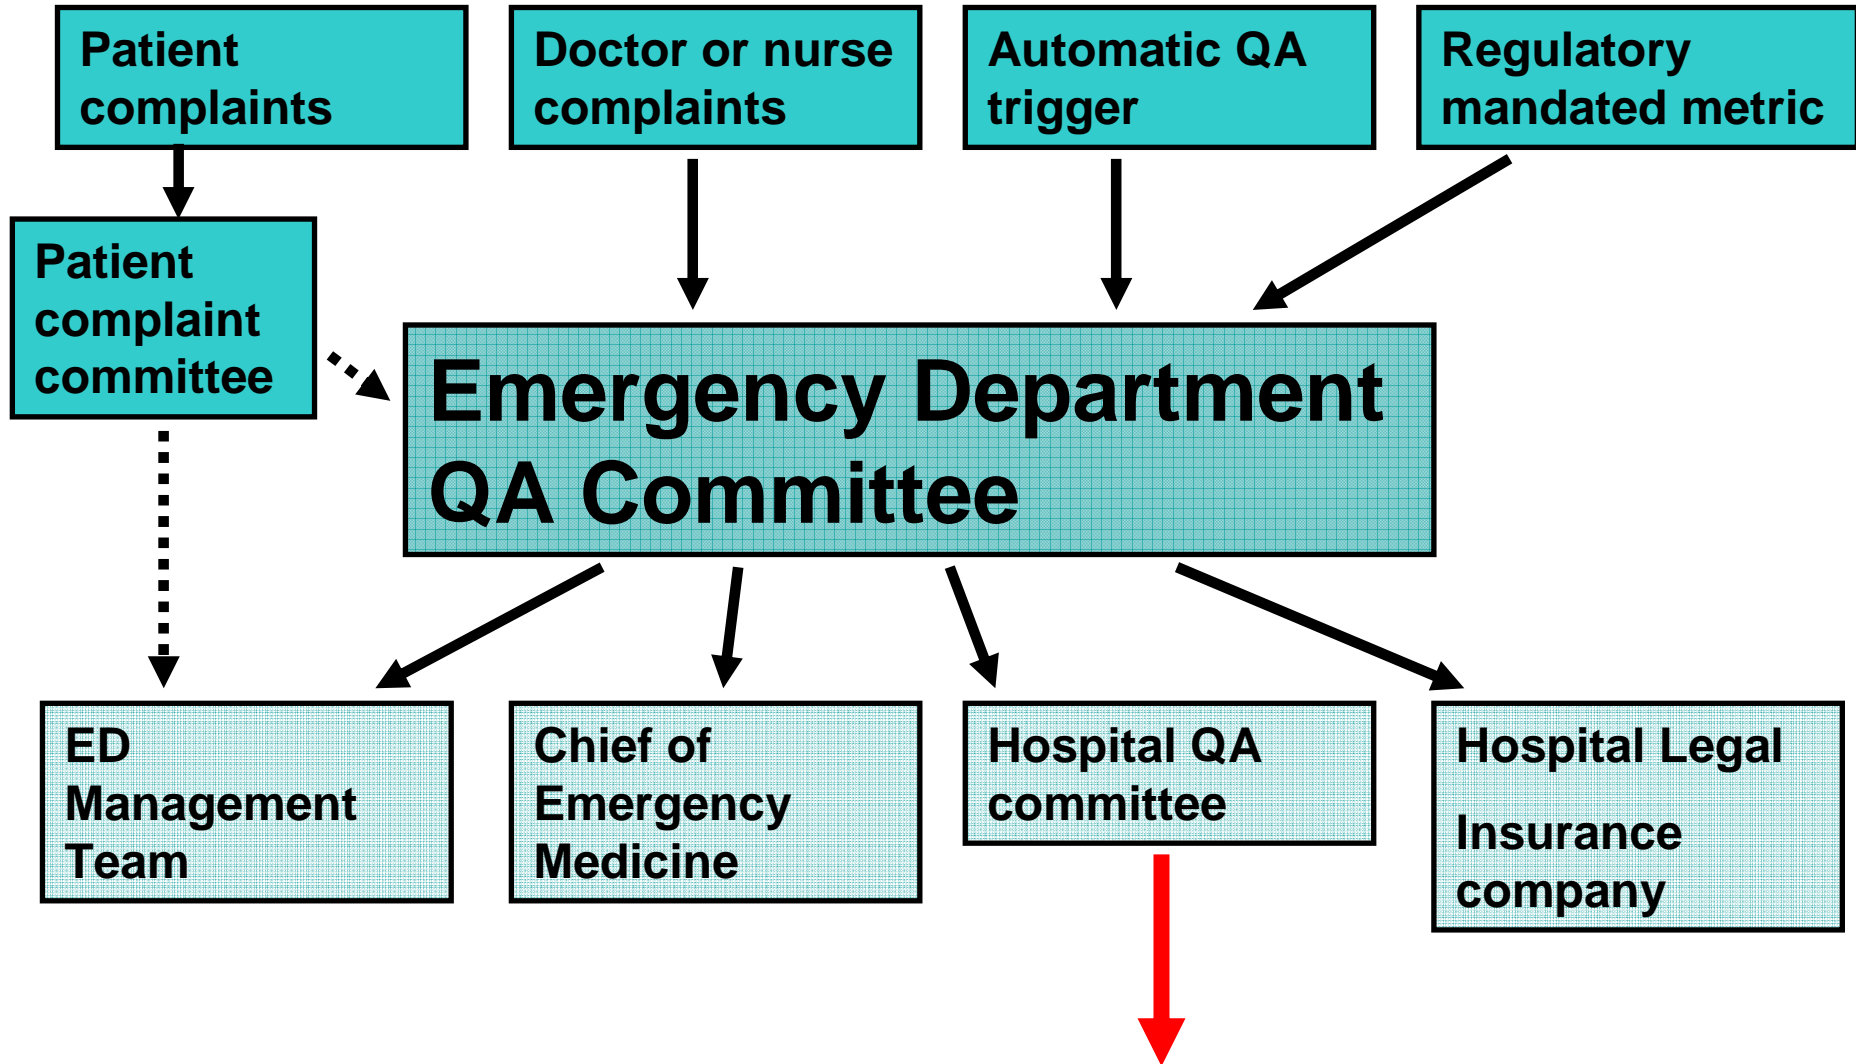 Patient
complaints
Doctor or nurse
complaints
Automatic QA
trigger
Regulatory
mandated metric
Patient
complaint
committee
Emergency Department
QA Committee
ED
Management
Team
Chief of
Emergency
Medicine
Hospital QA
committee
Hospital Legal
Insurance
company